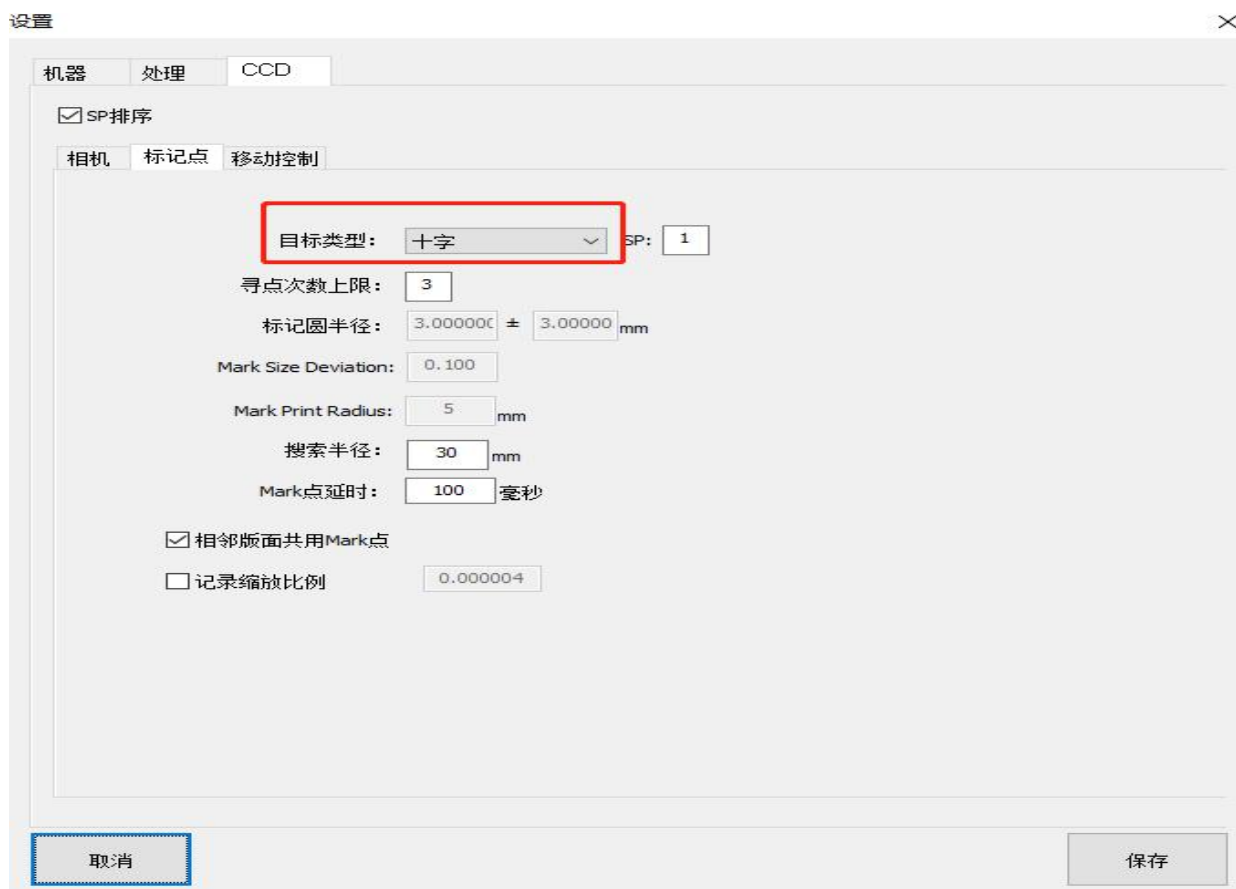 设置
机器 处理 CCD
SP排序
相机 标记点 移动控制
目标类型： 十字 SP: 1
寻点次数上限： 3
标记圆半径： 3.000000 ± 3.00000 mm
Mark Size Deviation: 0.100
Mark Print Radius: 5 mm
搜索半径： 30 mm
Mark点延时： 100 毫秒
相邻版面共用Mark点
记录缩放比例 0.000004
取消 保存